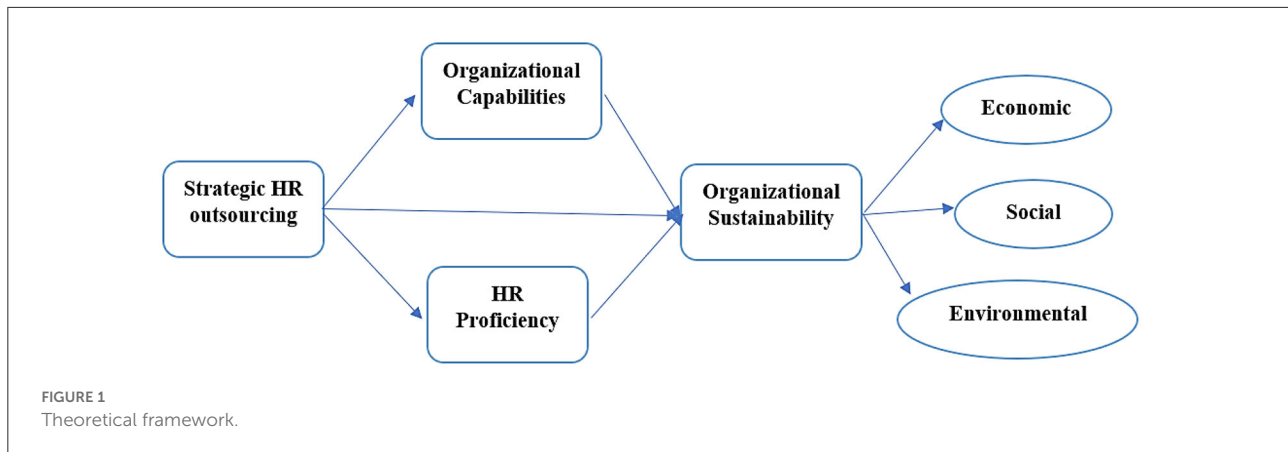 Organizational
Capabilities
Economic
Strategic HR
outsourcing
Organizational
Sustainability
Social
HR
Proficiency
Environmental
FIGURE 1
Theoretical framework.